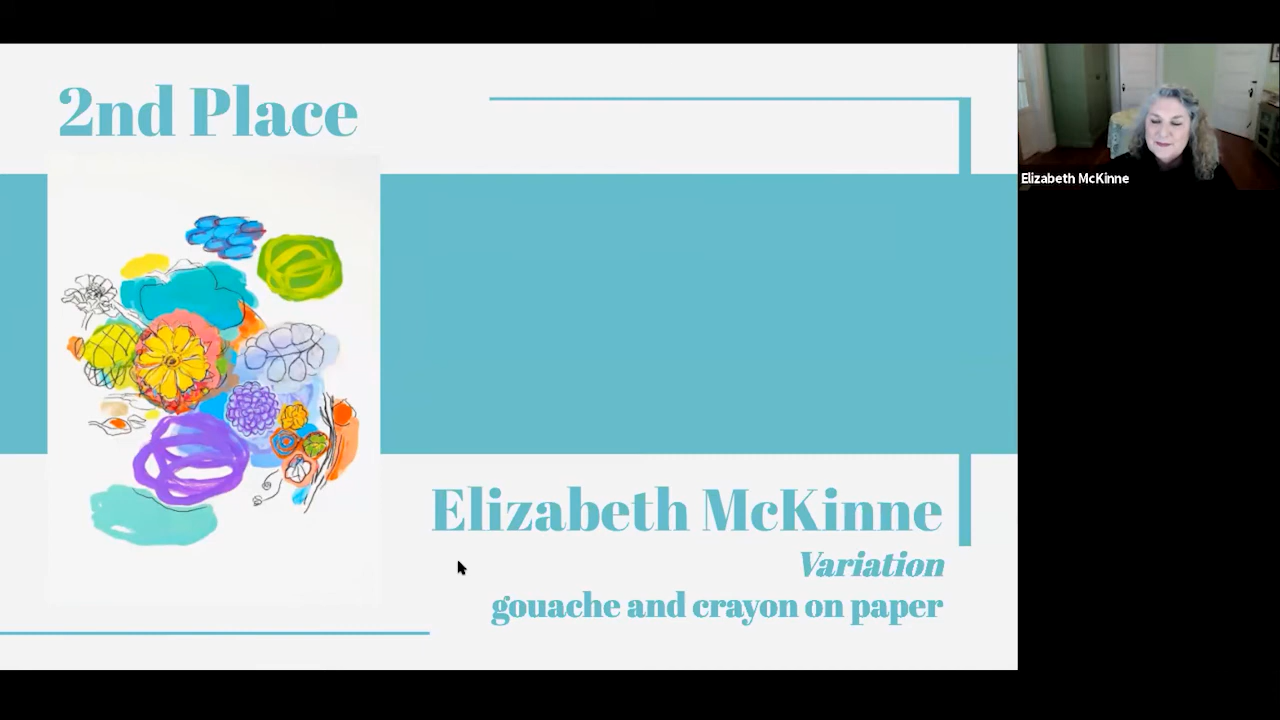 2nd Place
Elizabeth McKinne
Elizabeth McKinne
Variation
gouache and crayon on paper